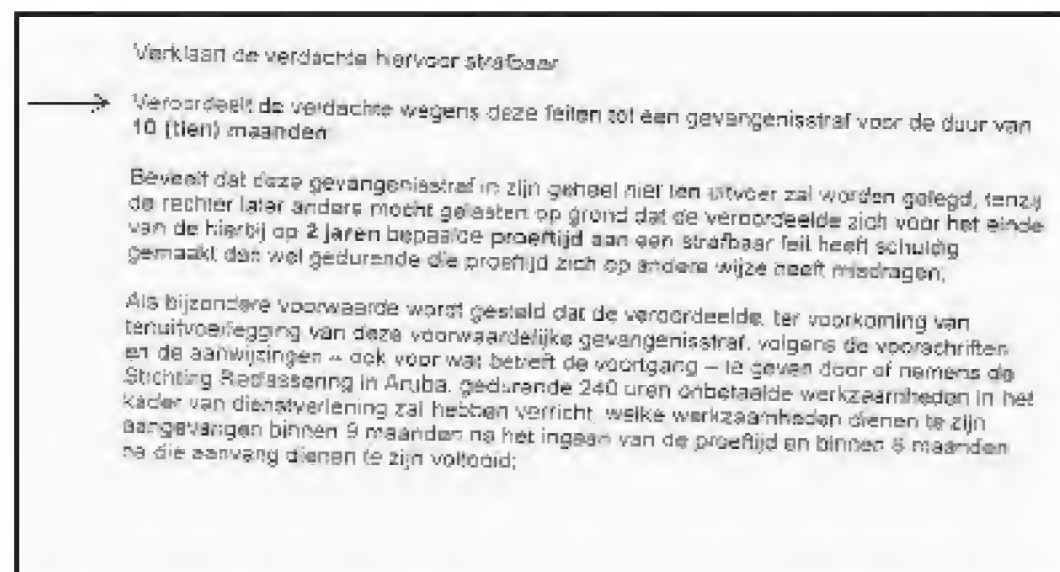 Verklaart de verdachte hiervoor strafbaar
Veroordeelt de verdachte wegens deze feiten tot een gevangenisstraf voor de duur van
10 (tien) maanden
Beveelt dat deze gevangenisstraf in zijn geheel niet ten uitvoer zal worden gelegd, tenzij
de rechter later anders mocht gelasten op grond dat de veroordeelde zich voor het einde
van de hierbij op 2 jaren bepaalde proeftijd aan een strafbaar feit heeft schuldig
gemaakt dan wel gedurende die proeftijd zich op andere wijze heeft misdragen;
Als bijzondere voorwaarde wordt gesteld dat de veroordeelde, ter voorkoming van
tenuitvoerlegging van deze voorwaardelijke gevangenisstraf, volgens de voorschriften
en de aanwijzingen – ook voor wat betreft de voortgang – te geven door of namens de
Stichting Reclassering in Aruba, gedurende 240 uren onbetaalde werkzaamheden in het
kader van dienstverlening zal hebben verricht, welke werkzaamheden dienen te zijn
aangevangen binnen 9 maanden na het ingaan van de proeftijd en binnen 6 maanden
na die aanvang dienen te zijn voltooid;